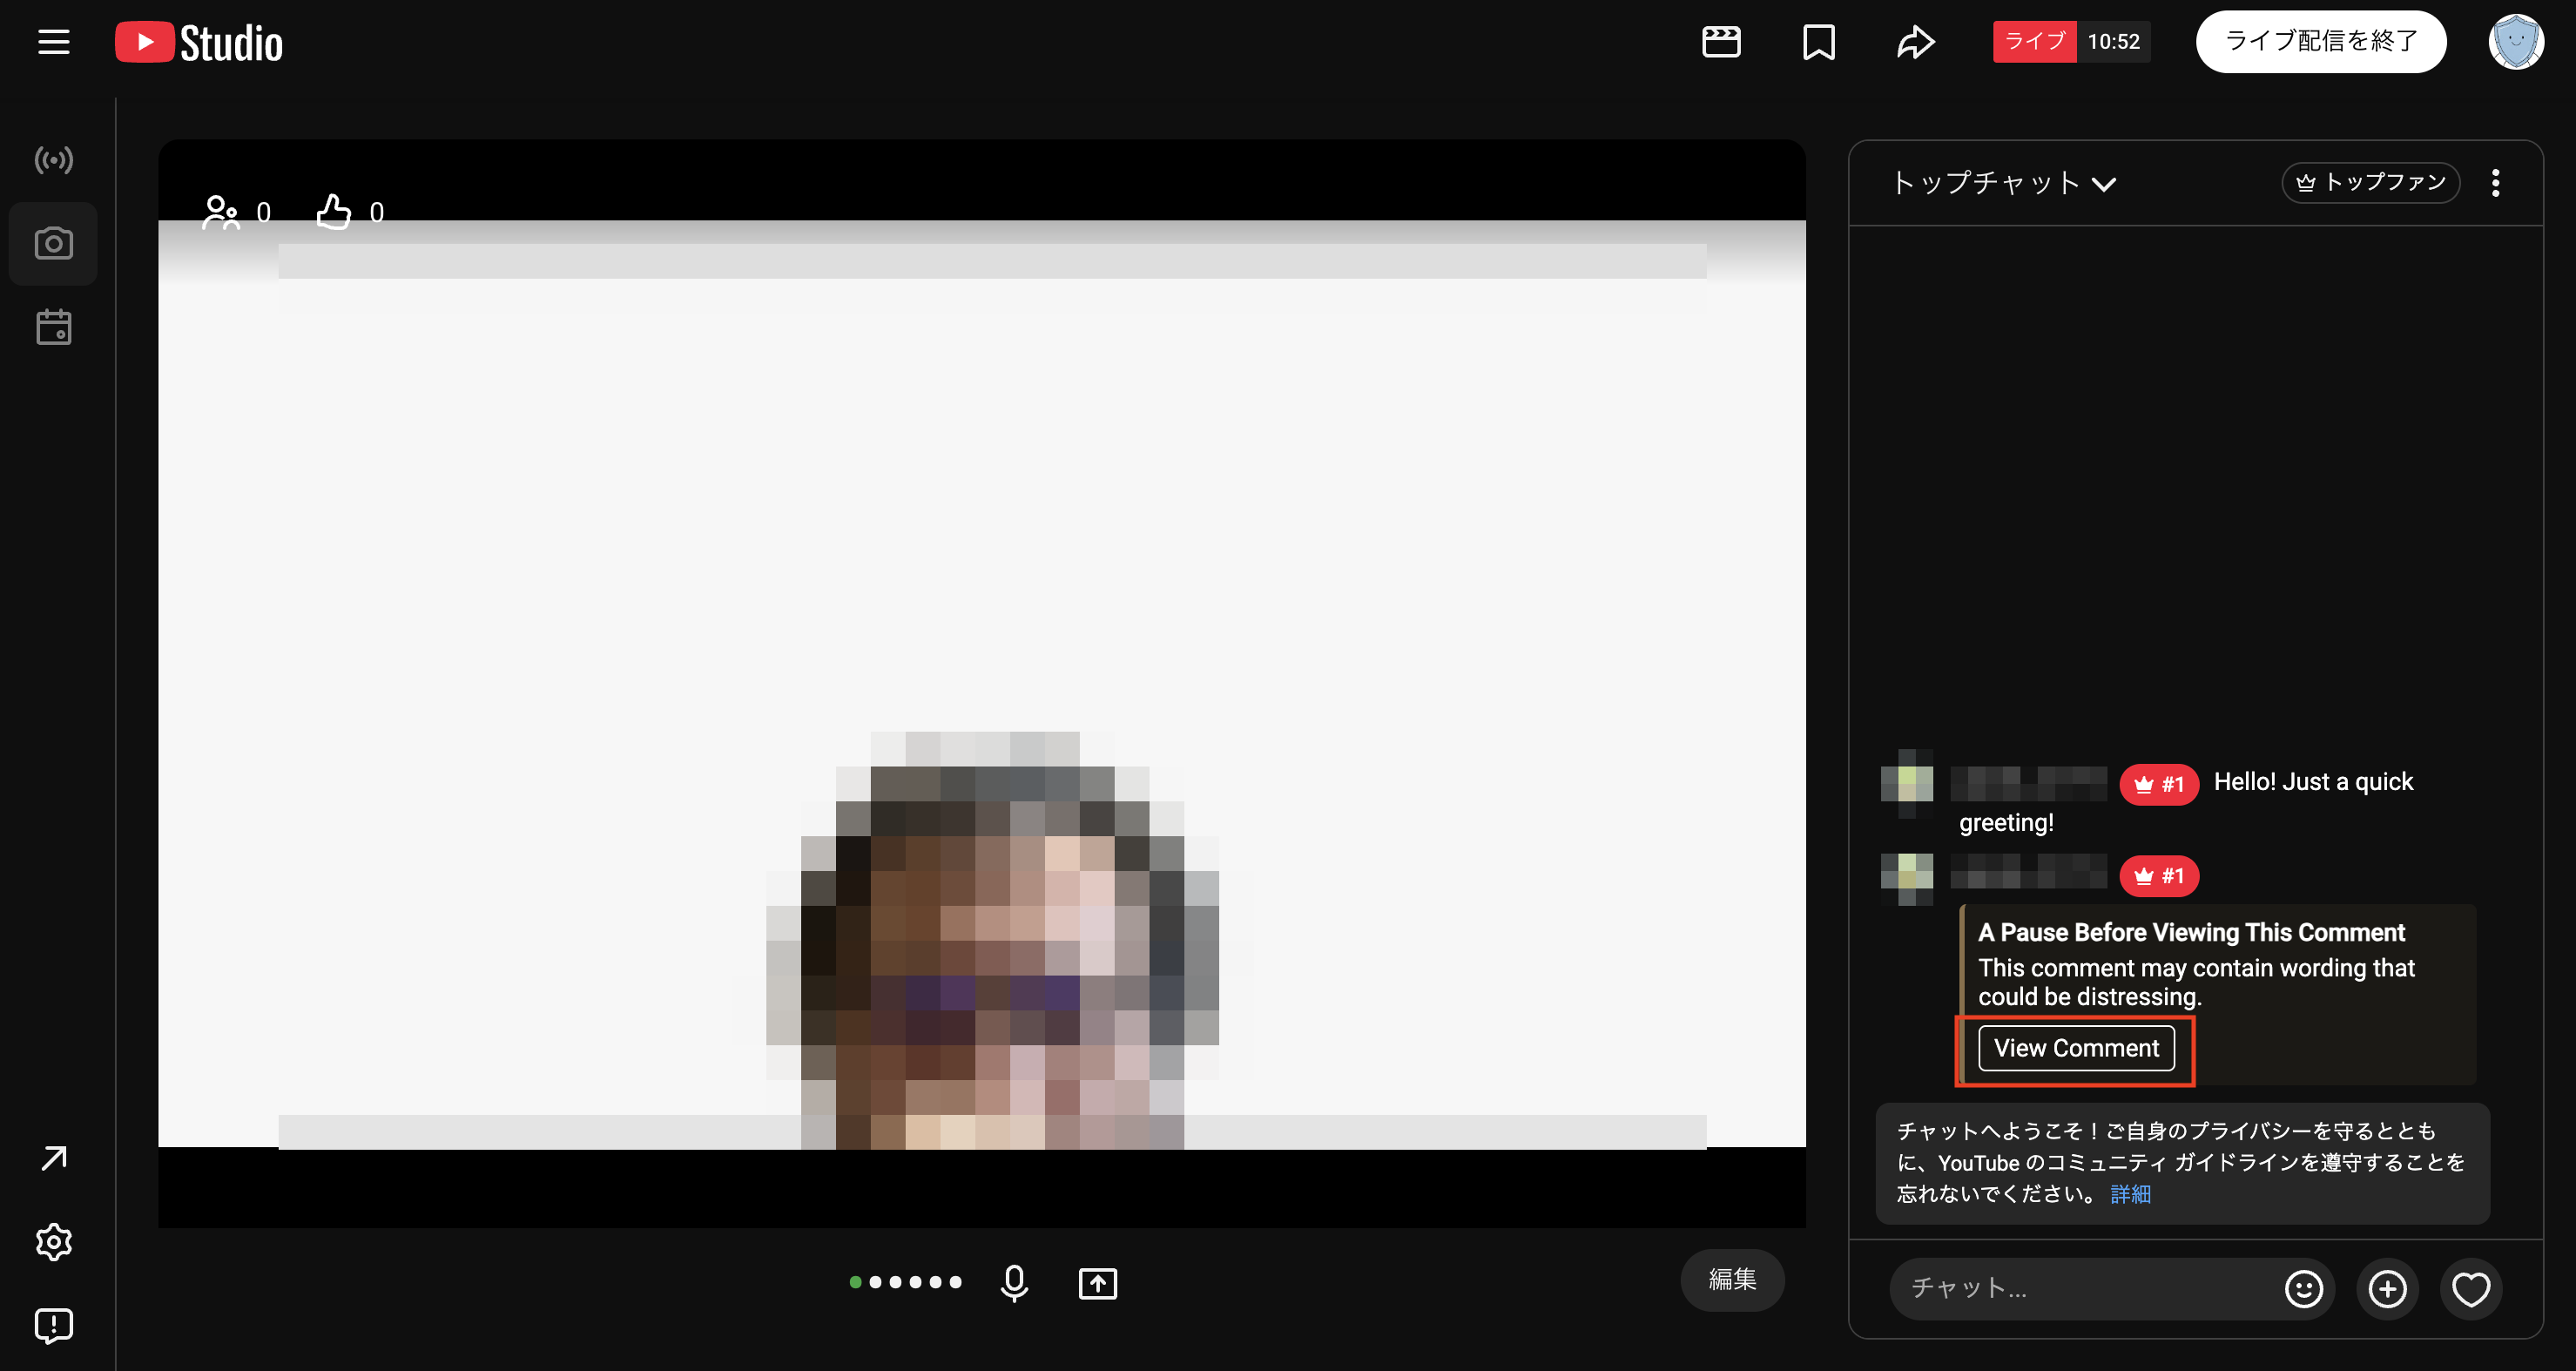 Studio
ライブ 10:52
ライブ配信を終了
0 0
トップチャット
トップファン
#1 Hello! Just a quick
greeting!
#1
A Pause Before Viewing This Comment
This comment may contain wording that
could be distressing.
View Comment
チャットへようこそ！ご自身のプライバシーを守るととも
に、YouTube のコミュニティ ガイドラインを遵守することを
忘れないでください。 詳細
編集
チャット...